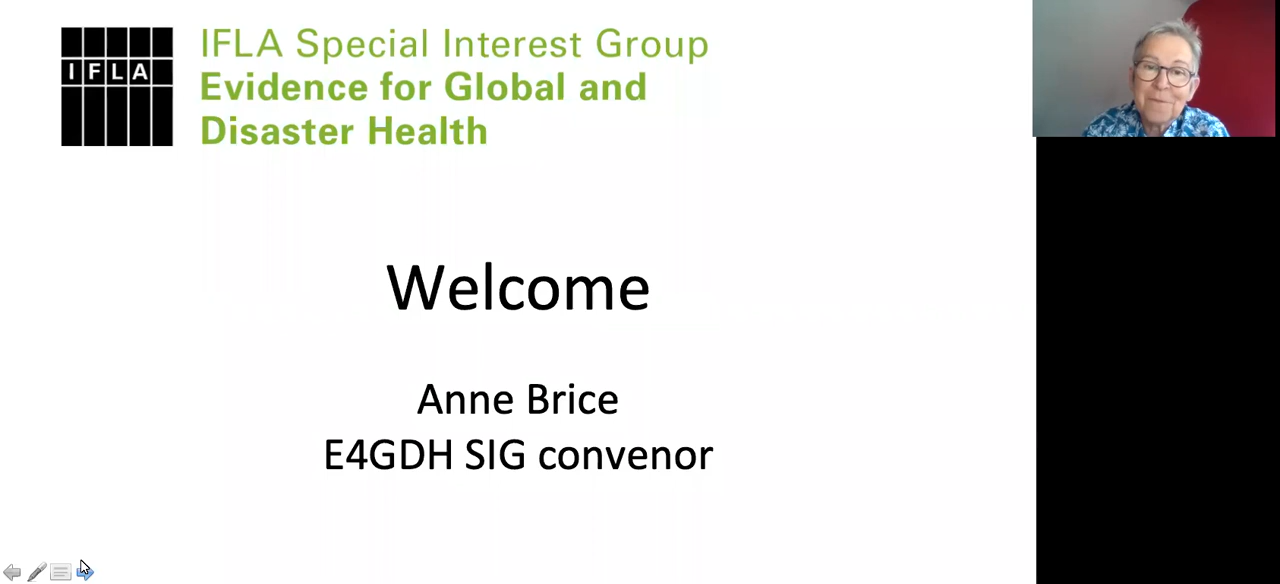 IFLA
IFLA Special Interest Group
Evidence for Global and
Disaster Health
Welcome
Anne Brice
E4GDH SIG convenor